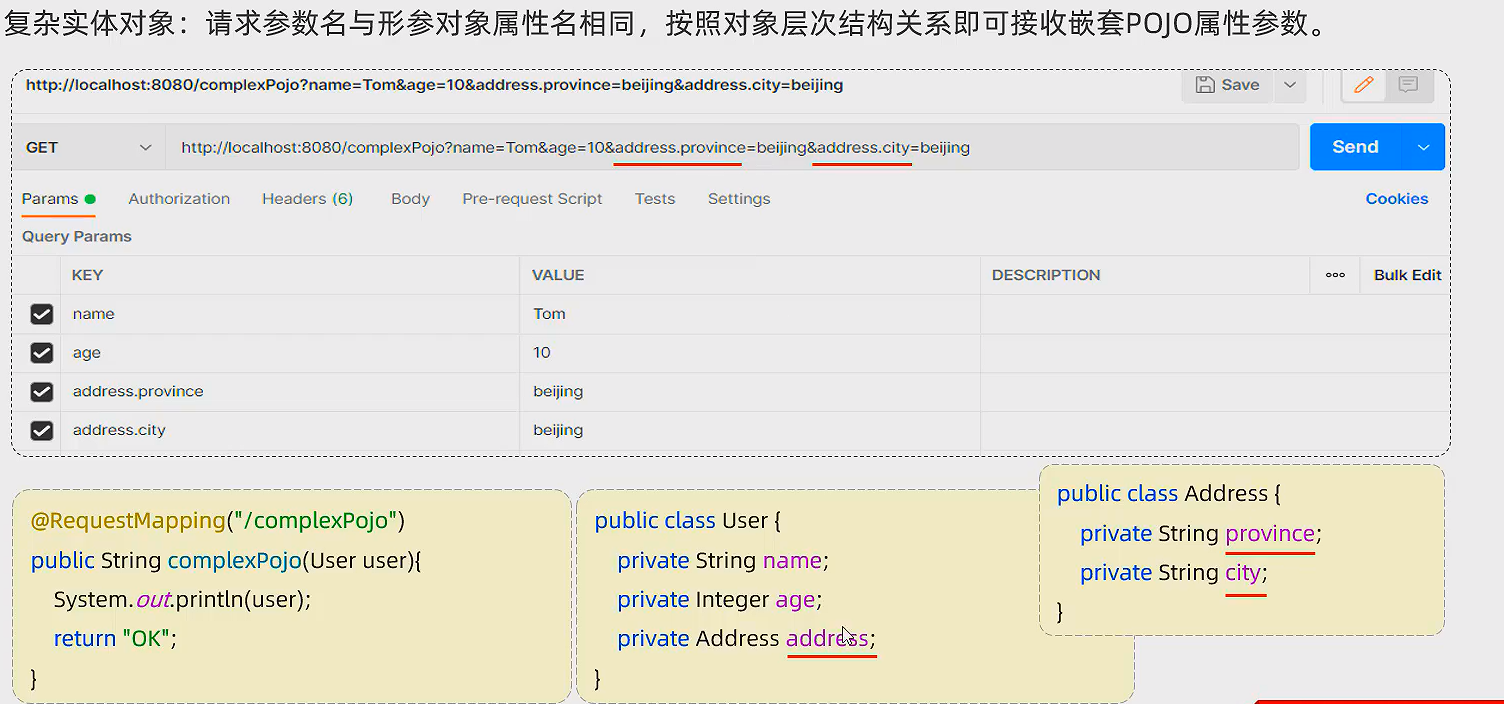 复杂实体对象：请求参数名与形参对象属性名相同，按照对象层次结构关系即可接收嵌套POJO属性参数。
http://localhost:8080/complexPojo?name=Tom&age=10&address.province=beijing&address.city=beijing
Save
GET
http://localhost:8080/complexPojo?name=Tom&age=10&address.province=beijing&address.city=beijing
Send
Params
Authorization
Headers (6)
Body
Pre-request Script
Tests
Settings
Cookies
Query Params
KEY
VALUE
DESCRIPTION
Bulk Edit
name
Tom
age
10
address.province
beijing
address.city
beijing
@RequestMapping("/complexPojo")
public String complexPojo(User user){
System.out.println(user);
return "OK";
}
public class User {
private String name;
private Integer age;
private Address address;
}
public class Address {
private String province;
private String city;
}